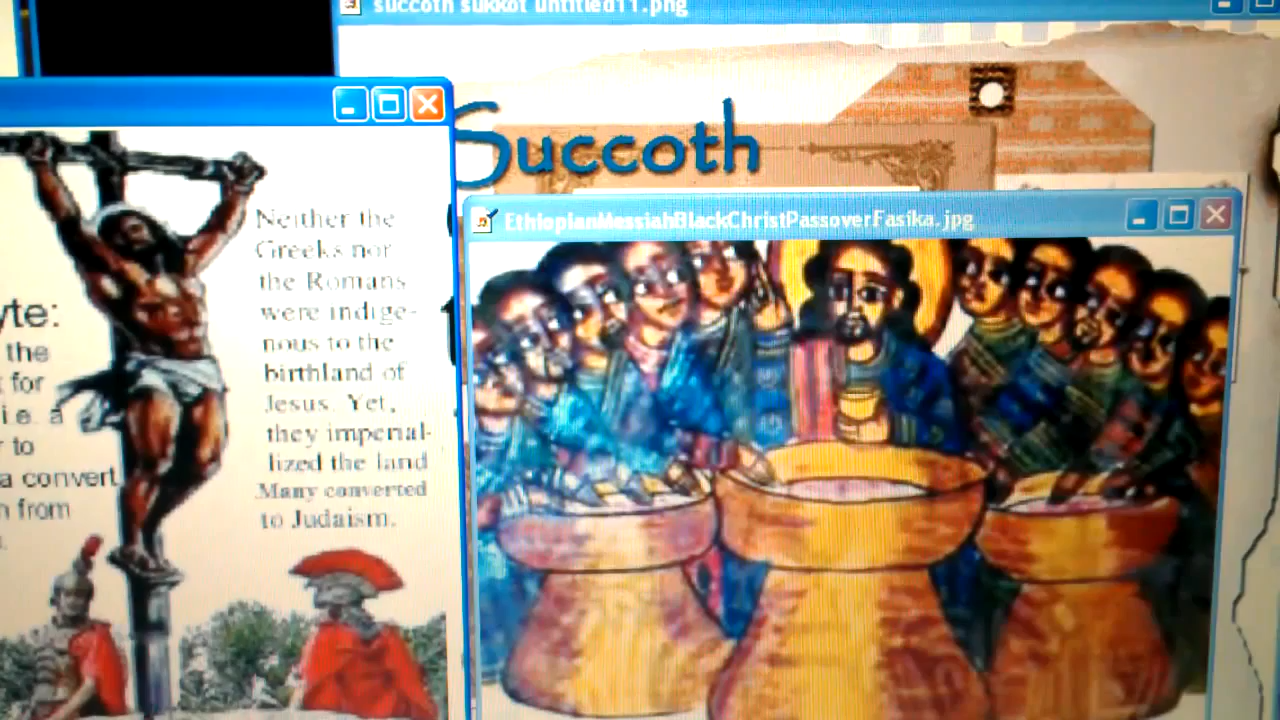 succoth sukkot untitled11.png
Succoth
EthiopianMessiahBlackChristPassoverFasika.jpg
Neither the
Greeks nor
the Romans
were indige-
nous to the
birthland of
Jesus. Yet,
they imperial-
lized the land
Many converted
to Judaism.
yte:
the
for
i.e. a
to
a convert
from